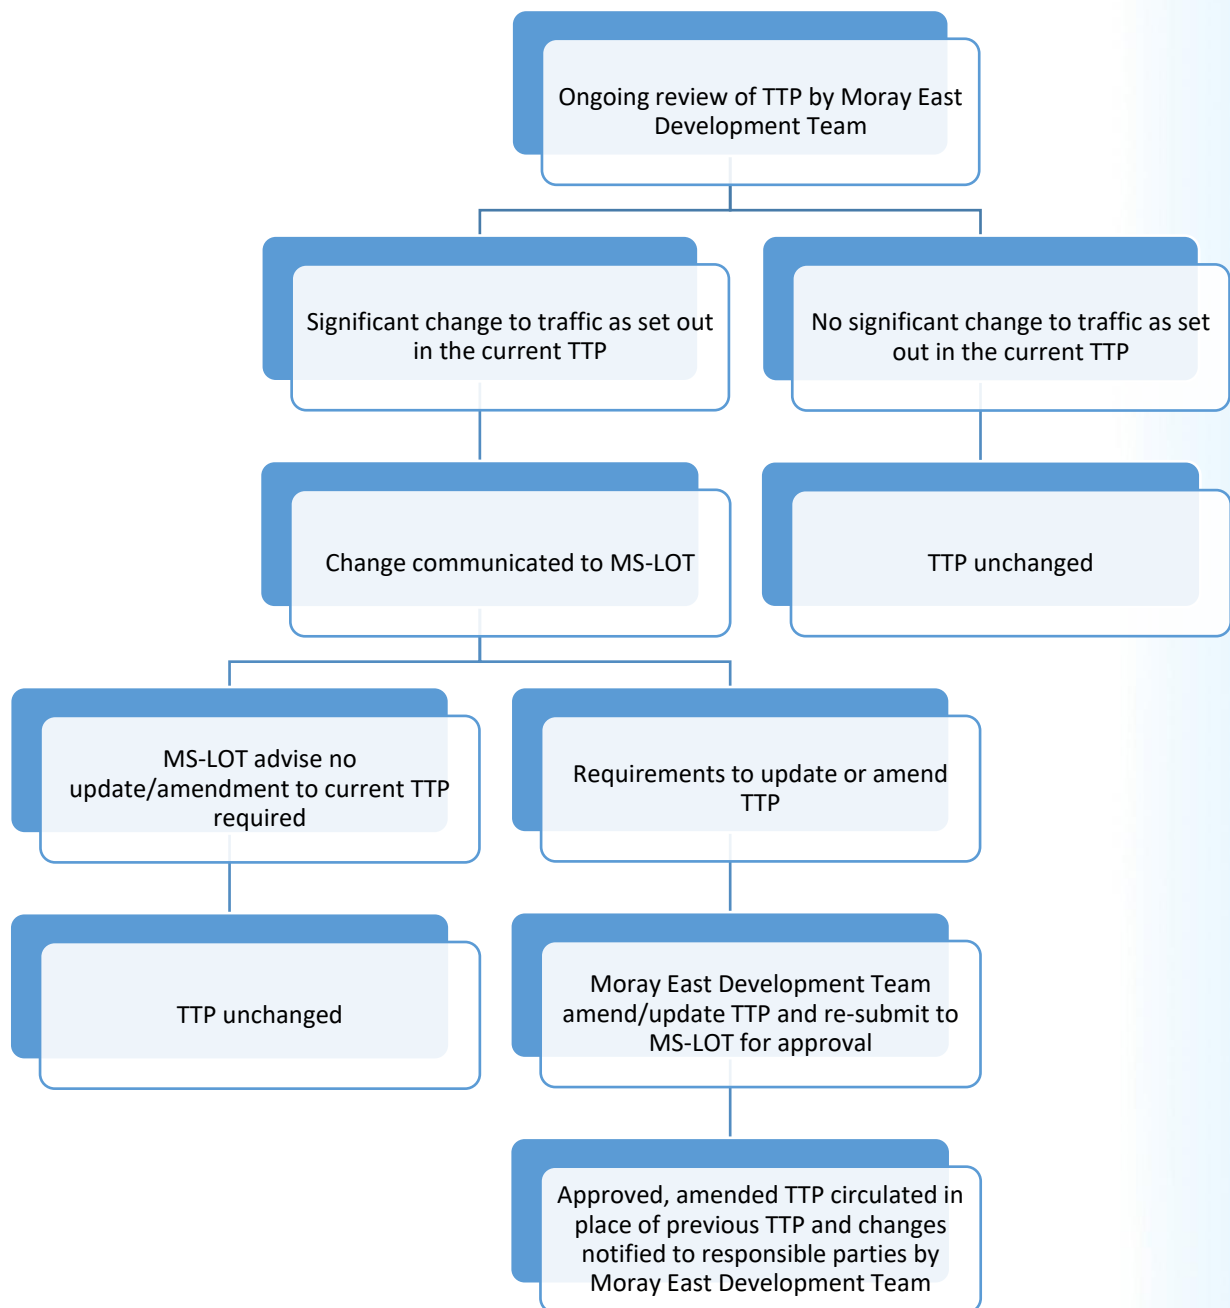 Ongoing review of TTP by Moray East
Development Team
Significant change to traffic as set out
in the current TTP
No significant change to traffic as set
out in the current TTP
Change communicated to MS-LOT
TTP unchanged
MS-LOT advise no
update/amendment to current TTP
required
Requirements to update or amend
TTP
TTP unchanged
Moray East Development Team
amend/update TTP and re-submit to
MS-LOT for approval
Approved, amended TTP circulated in
place of previous TTP and changes
notified to responsible parties by
Moray East Development Team